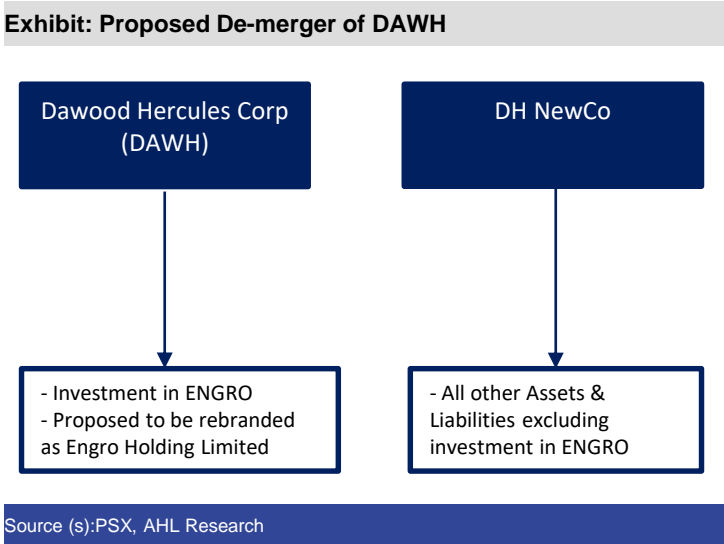 Exhibit: Proposed De-merger of DAWH
Dawood Hercules Corp
(DAWH)
DH NewCo
- Investment in ENGRO
- Proposed to be rebranded
as Engro Holding Limited
- All other Assets &
Liabilities excluding
investment in ENGRO
Source (s):PSX, AHL Research